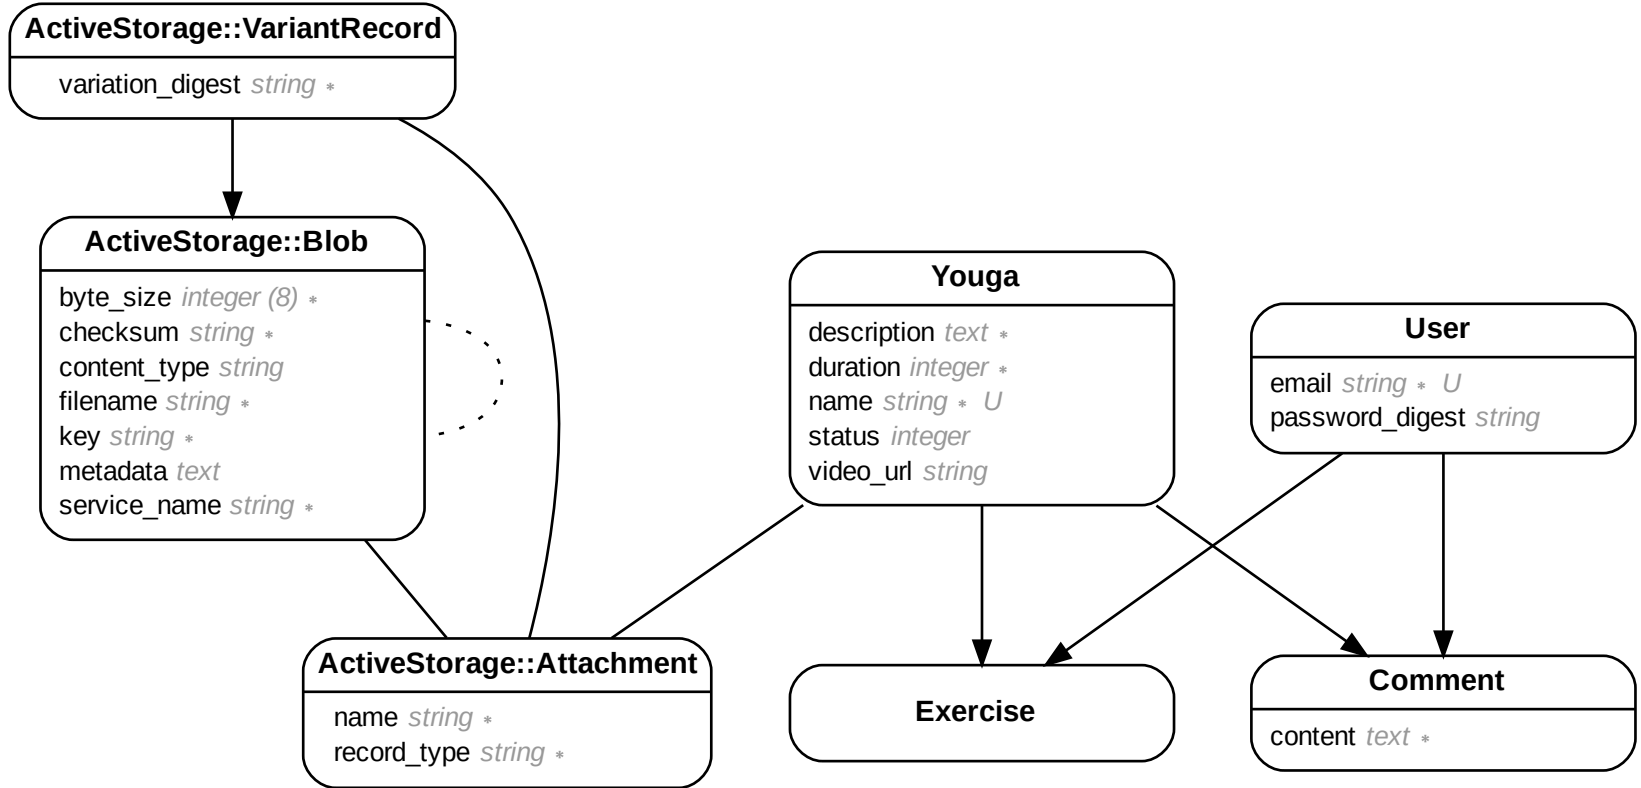 ActiveStorage::VariantRecord
variation_digest string *
ActiveStorage::Blob
byte_size integer (8) *
checksum string *
content_type string
filename string *
key string *
metadata text
service_name string *
Youga
description text *
duration integer *
name string * U
status integer
video_url string
User
email string * U
password_digest string
ActiveStorage::Attachment
name string *
record_type string *
Exercise
Comment
content text *